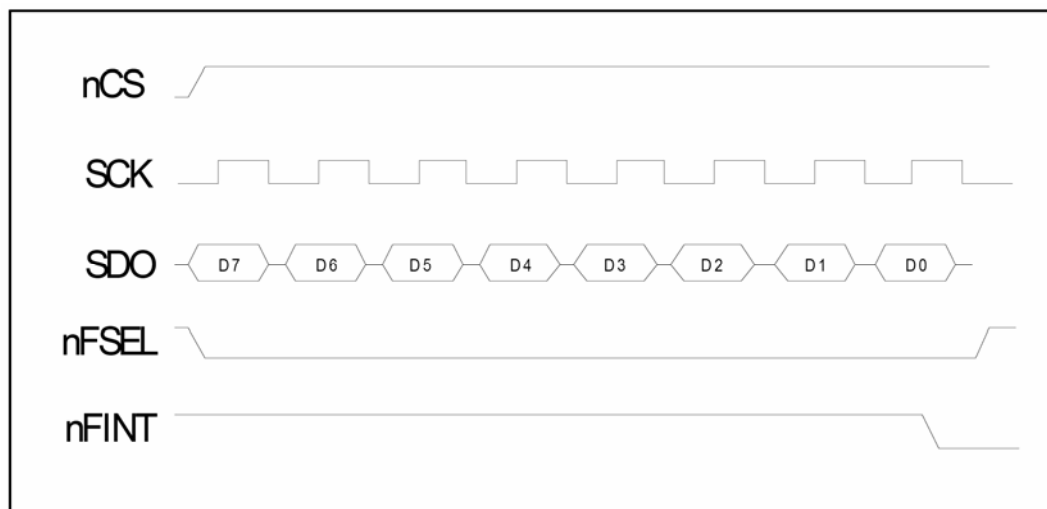 nCS
SCK
SDO D7 D6 D5 D4 D3 D2 D1 D0
nFSEL
nFINT